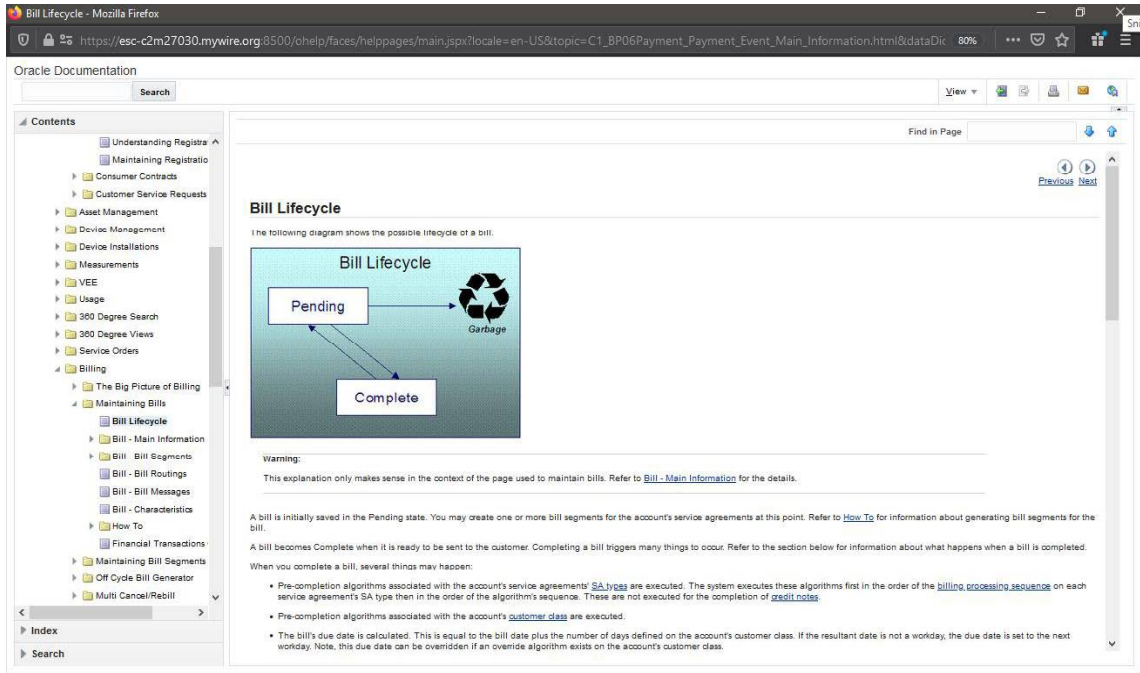 Bill Lifecycle - Mozilla Firefox
Sni
https://esc-c2m27030.mywire.org:8500/ohelp/faces/helppages/main.jspx?locale=en-US&topic=C1_BP06Payment_Payment_Event_Main_Information.html&dataDic 80%
Oracle Documentation
Search
View
Contents
Find in Page
Understanding Registra
Maintaining Registratio
Consumer Contracts
Customer Service Requests
Asset Management
Device Management
Device Installations
Measurements
VEE
Usage
360 Degree Search
360 Degree Views
Service Orders
Billing
The Big Picture of Billing
Maintaining Bills
Bill Lifecycle
Bill - Main Information
Bill - Bill Segments
Bill - Bill Routings
Bill - Bill Messages
Bill - Characteristics
How To
Financial Transactions
Maintaining Bill Segments
Off Cycle Bill Generator
Multi Cancel/Rebill
Index
Search
Previous Next
Bill Lifecycle
The following diagram shows the possible lifecycle of a bill.
Bill Lifecycle
Pending
Garbage
Complete
Warning:
This explanation only makes sense in the context of the page used to maintain bills. Refer to Bill - Main Information for the details.
A bill is initially saved in the Pending state. You may create one or more bill segments for the account's service agreements at this point. Refer to How To for information about generating bill segments for the
bill.
A bill becomes Complete when it is ready to be sent to the customer. Completing a bill triggers many things to occur. Refer to the section below for information about what happens when a bill is completed.
When you complete a bill, several things may happen:
• Pre-completion algorithms associated with the account's service agreements' SA types are executed. The system executes these algorithms first in the order of the billing processing sequence on each
service agreement's SA type then in the order of the algorithm's sequence. These are not executed for the completion of credit notes.
• Pre-completion algorithms associated with the account's customer class are executed.
• The bill's due date is calculated. This is equal to the bill date plus the number of days defined on the account's customer class. If the resultant date is not a workday, the due date is set to the next
workday. Note, this due date can be overridden if an override algorithm exists on the account's customer class.